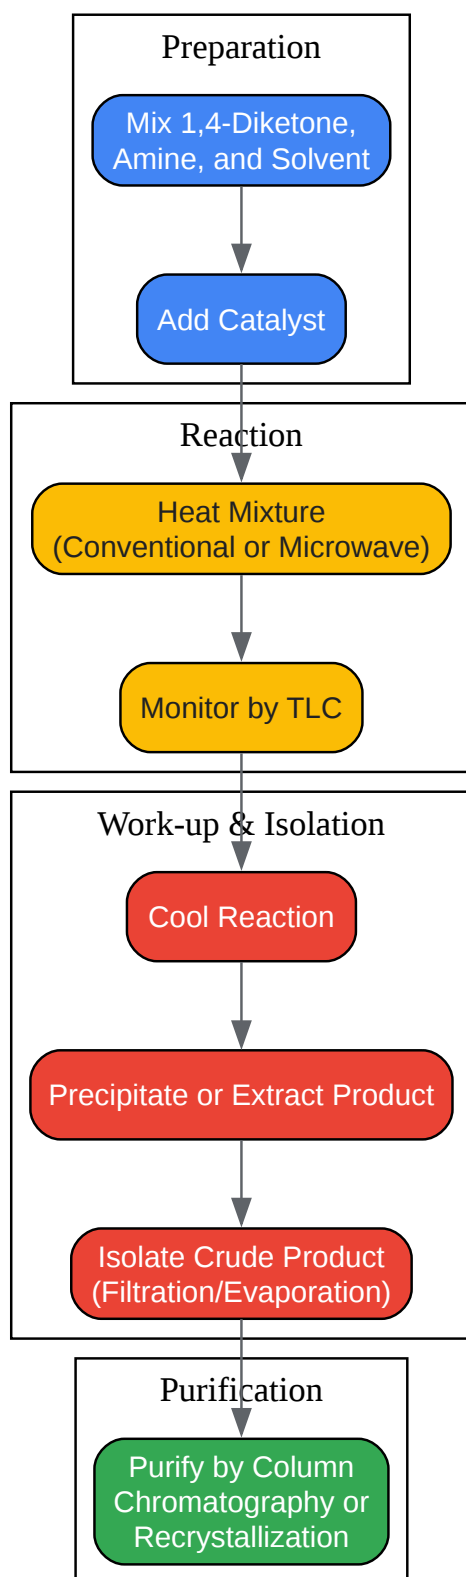 Preparation
Mix 1,4-Diketone,
Amine, and Solvent
Add Catalyst
Reaction
Heat Mixture
(Conventional or Microwave)
Monitor by TLC
Work-up & Isolation
Cool Reaction
Precipitate or Extract Product
Isolate Crude Product
(Filtration/Evaporation)
Purification
Purify by Column
Chromatography or
Recrystallization